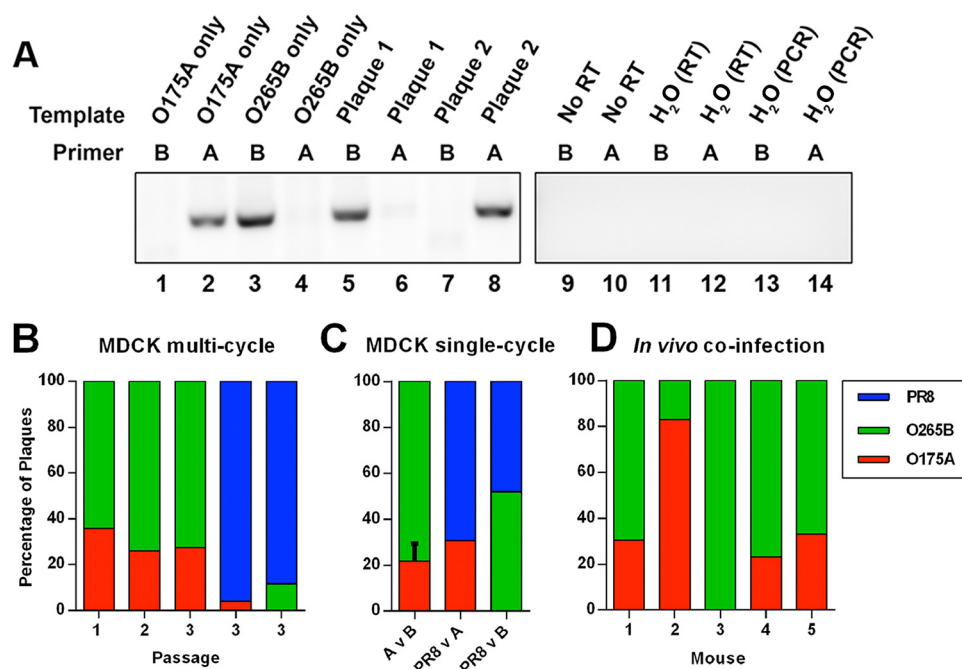 A
Template O175A only O175A only O265B only O265B only Plaque 1 Plaque 1 Plaque 2 Plaque 2 No RT No RT H2O (RT) H2O (RT) H2O (PCR) H2O (PCR)
Primer B A B A B A B A B A B A B A
1 2 3 4 5 6 7 8 9 10 11 12 13 14
B MDCK multi-cycle
Percentage of Plaques
100
80
60
40
20
0
1 2 3 3 3
Passage
C MDCK single-cycle
100
80
60
40
20
0
A v B PR8 v A PR8 v B
D In vivo co-infection
100
80
60
40
20
0
1 2 3 4 5
Mouse
PR8
O265B
O175A